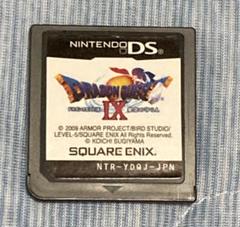 NINTENDO DS
DRAGON QUEST
IX
© 2009 ARMOR PROJECT/BIRD STUDIO/
LEVEL-5/SQUARE ENIX All Rights Reserved.
© KOICHI SUGIYAMA
SQUARE ENIX
NTR-YDQJ-JPN